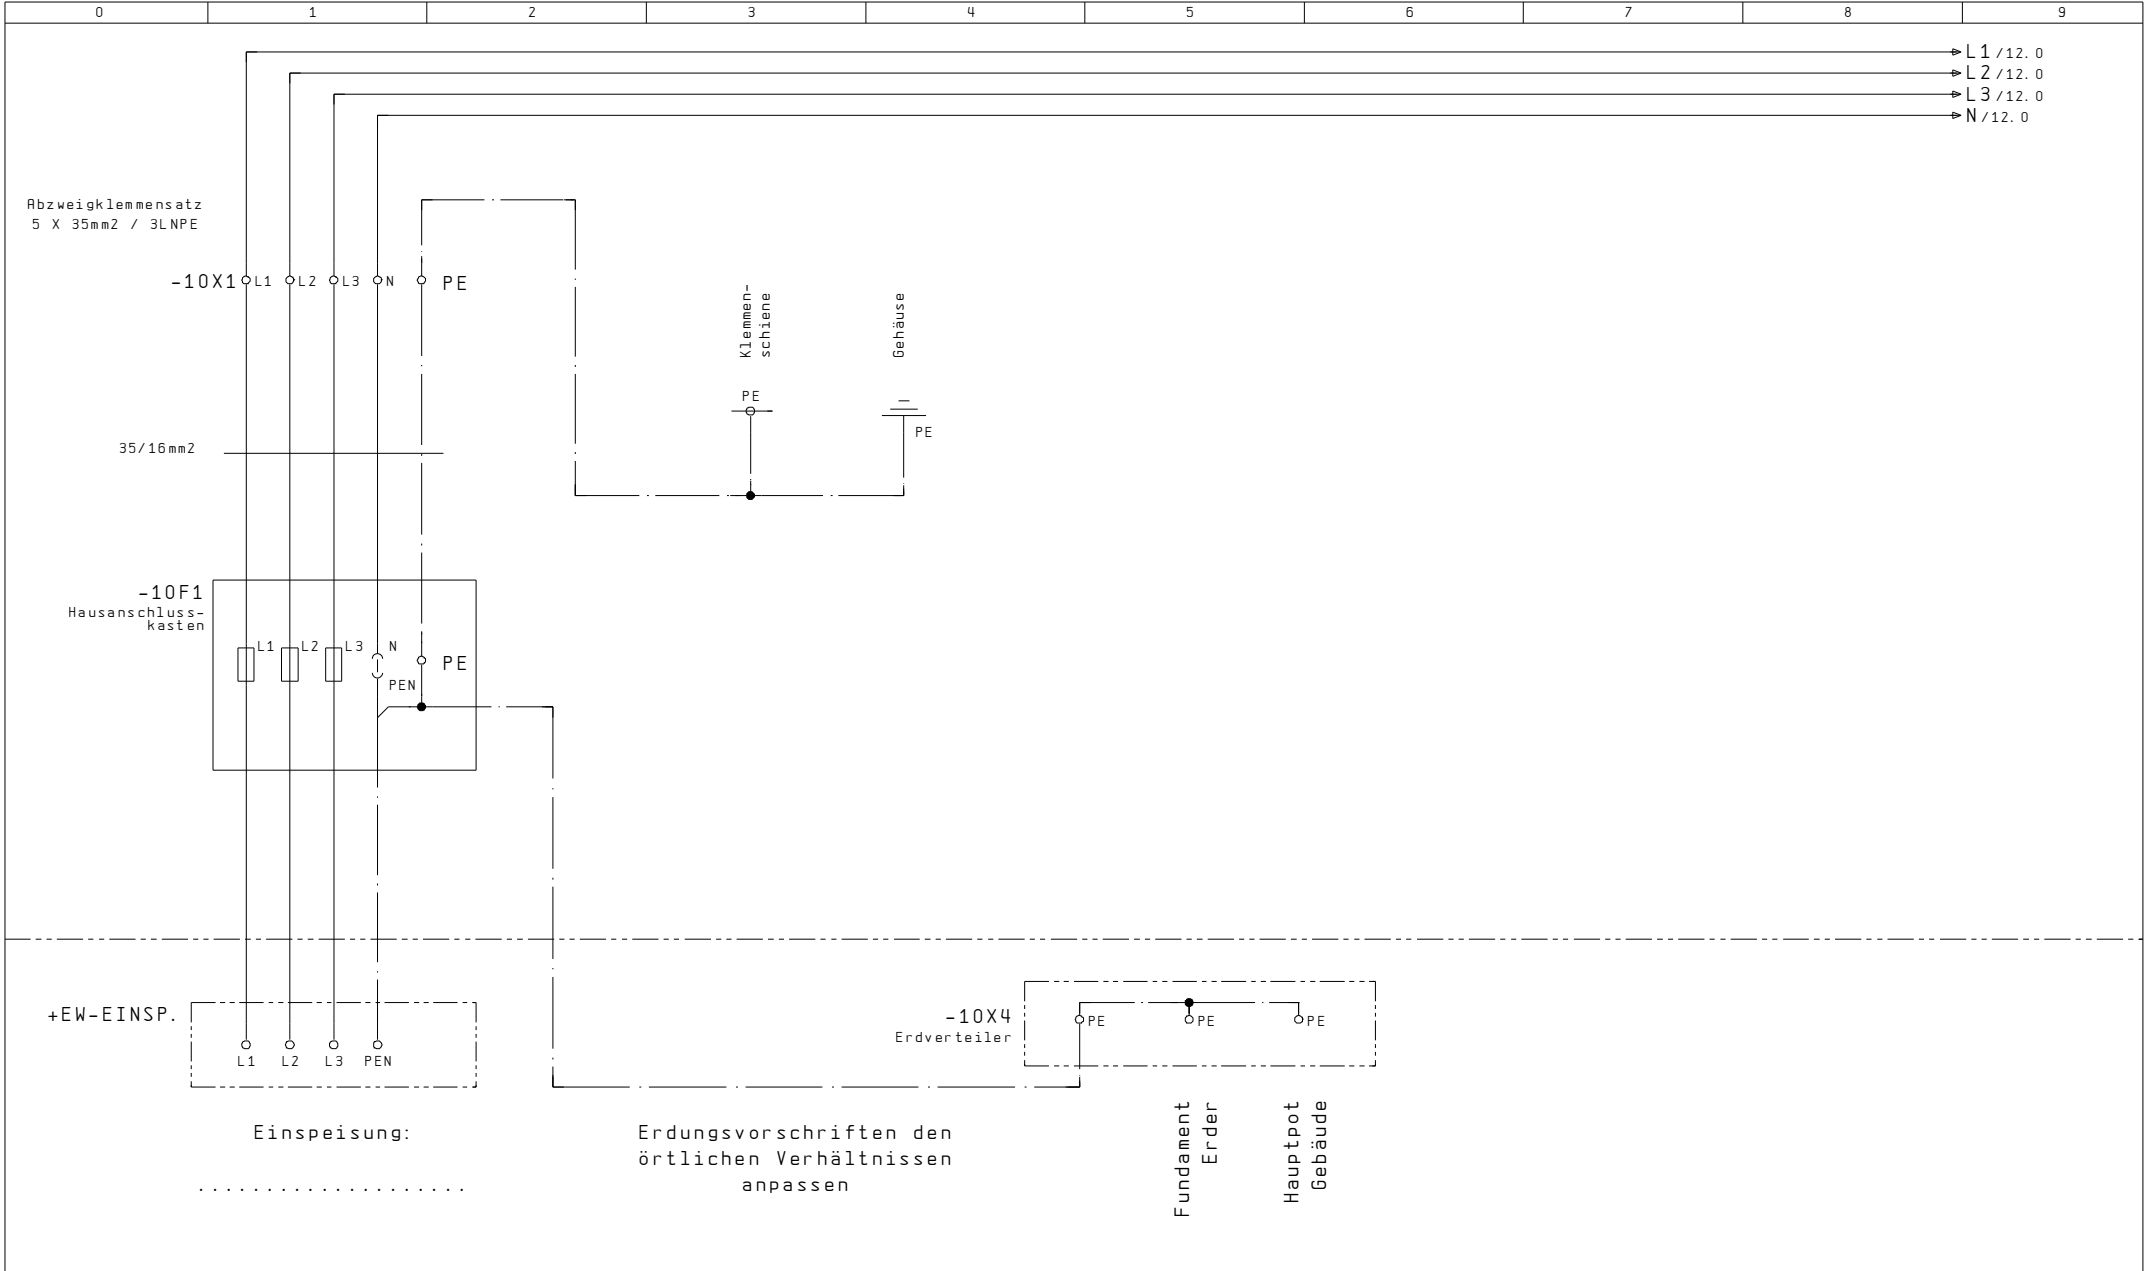 0 1 2 3 4 5 6 7 8 9
L1/12.0
L2/12.0
L3/12.0
N/12.0
Abzweigklemmensatz
5 X 35mm2 / 3LNPE
-10X1 L1 L2 L3 N PE
Klemmen-
schiene
Gehäuse
PE
PE
35/16mm2
-10F1
Hausanschluss-
kasten
L1 L2 L3 N PE
PEN
+EW-EINSP.
L1 L2 L3 PEN
-10X4
Erdverteiler
PE PE PE
Einspeisung:
....................
Erdungsvorschriften den
örtlichen Verhältnissen
anpassen
Fundament
Erder
Hauptpot
Gebäude